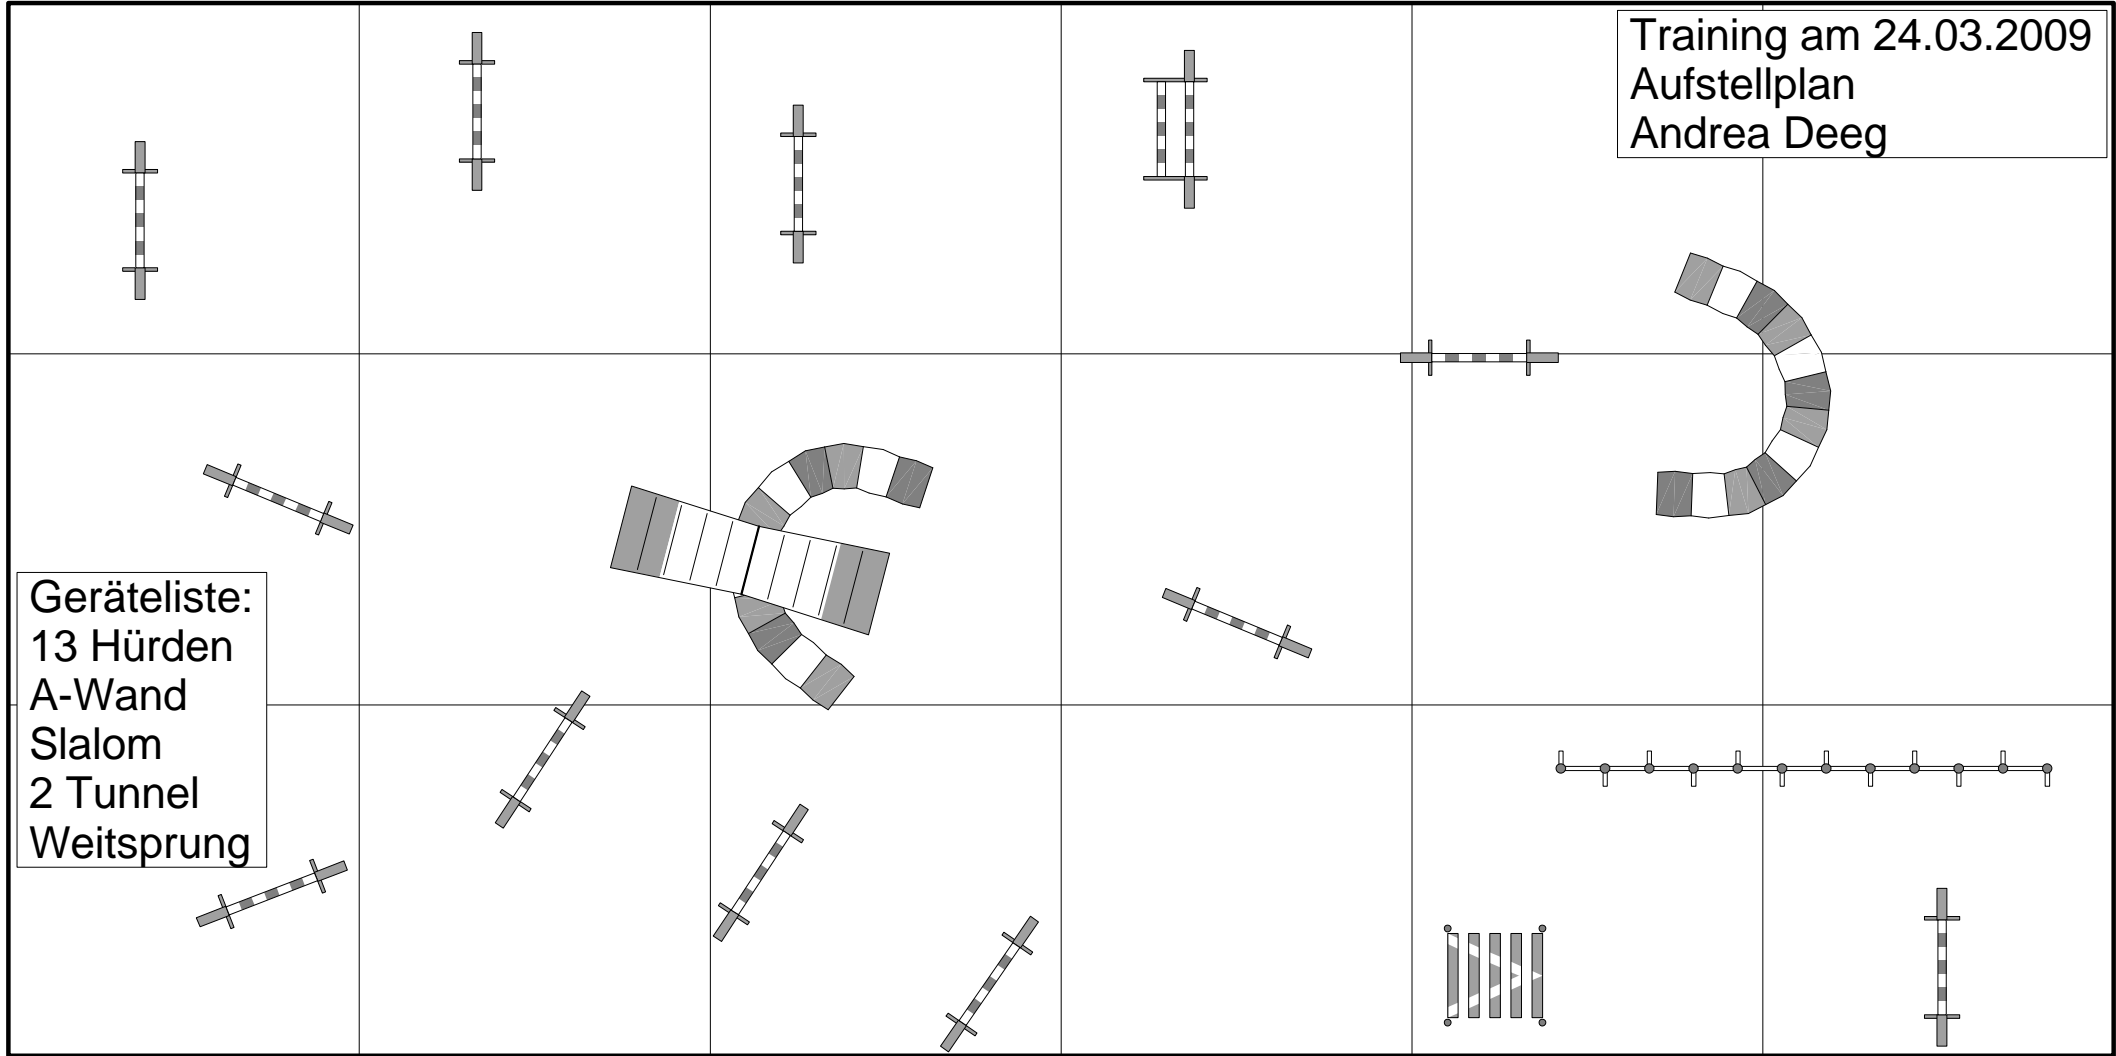 Training am 24.03.2009
Aufstellplan
Andrea Deeg
Geräteliste:
13 Hürden
A-Wand
Slalom
2 Tunnel
Weitsprung